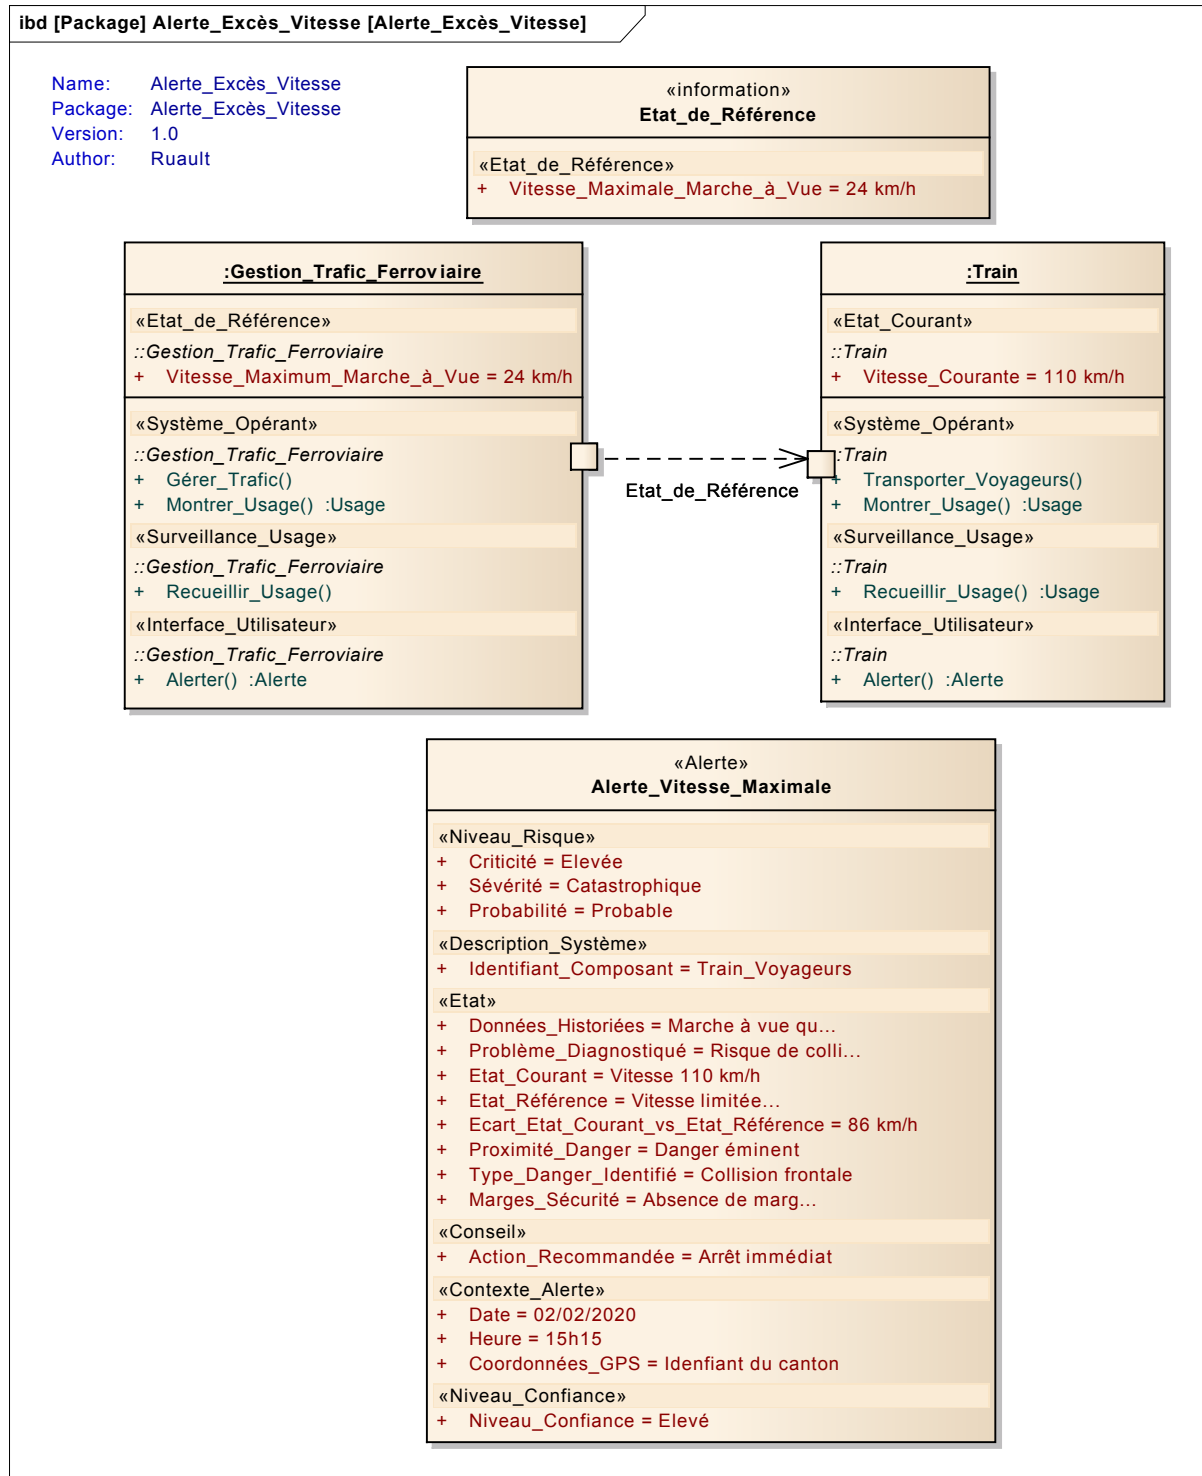 ibd [Package] Alerte_Excès_Vitesse [Alerte_Excès_Vitesse]
Name: Alerte_Excès_Vitesse
Package: Alerte_Excès_Vitesse
Version: 1.0
Author: Ruault
«information»
Etat_de_Référence
«Etat_de_Référence»
+ Vitesse_Maximale_Marche_à_Vue = 24 km/h
:Gestion_Trafic_Ferroviaire
«Etat_de_Référence»
::Gestion_Trafic_Ferroviaire
+ Vitesse_Maximum_Marche_à_Vue = 24 km/h
«Système_Opérant»
::Gestion_Trafic_Ferroviaire
+ Gérer_Trafic()
+ Montrer_Usage() :Usage
«Surveillance_Usage»
::Gestion_Trafic_Ferroviaire
+ Recueillir_Usage()
«Interface_Utilisateur»
::Gestion_Trafic_Ferroviaire
+ Alerter() :Alerte
Etat_de_Référence
:Train
«Etat_Courant»
::Train
+ Vitesse_Courante = 110 km/h
«Système_Opérant»
::Train
+ Transporter_Voyageurs()
+ Montrer_Usage() :Usage
«Surveillance_Usage»
::Train
+ Recueillir_Usage() :Usage
«Interface_Utilisateur»
::Train
+ Alerter() :Alerte
«Alerte»
Alerte_Vitesse_Maximale
«Niveau_Risque»
+ Criticité = Elevée
+ Sévérité = Catastrophique
+ Probabilité = Probable
«Description_Système»
+ Identifiant_Composant = Train_Voyageurs
«Etat»
+ Données_Historiées = Marche à vue qu...
+ Problème_Diagnostiqué = Risque de colli...
+ Etat_Courant = Vitesse 110 km/h
+ Etat_Référence = Vitesse limitée...
+ Ecart_Etat_Courant_vs_Etat_Référence = 86 km/h
+ Proximité_Danger = Danger éminent
+ Type_Danger_Identifié = Collision frontale
+ Marges_Sécurité = Absence de marg...
«Conseil»
+ Action_Recommandée = Arrêt immédiat
«Contexte_Alerte»
+ Date = 02/02/2020
+ Heure = 15h15
+ Coordonnées_GPS = Idenfiant du canton
«Niveau_Confiance»
+ Niveau_Confiance = Elevé